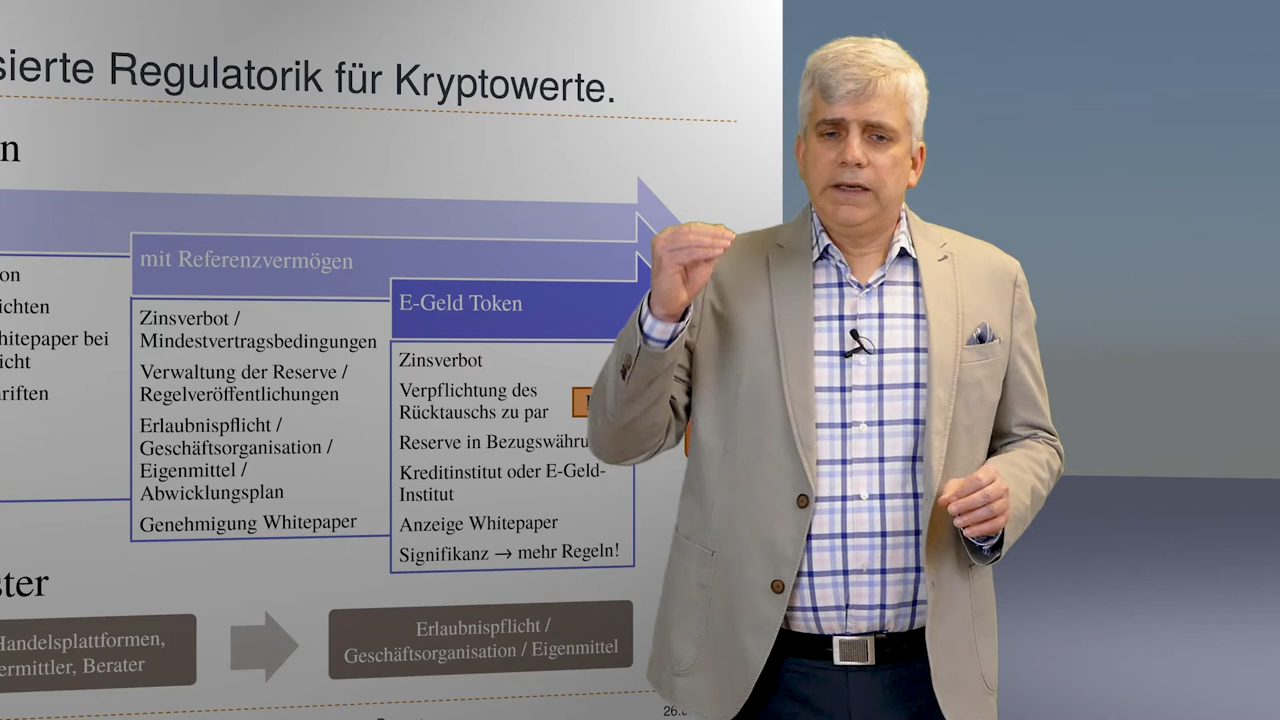 sierte Regulatorik für Kryptowerte.
n
mit Referenzvermögen
E-Geld Token
on
ichten
hitepaper bei
icht
riften
Zinsverbot /
Mindestvertragsbedingungen
Verwaltung der Reserve /
Regelveröffentlichungen
Erlaubnispflicht /
Geschäftsorganisation /
Eigenmittel /
Abwicklungsplan
Genehmigung Whitepaper
Zinsverbot
Verpflichtung des
Rücktauschs zu par
Reserve in Bezugswähru
Kreditinstitut oder E-Geld-
Institut
Anzeige Whitepaper
Signifikanz → mehr Regeln!
ster
Handelsplattformen,
ermittler, Berater
Erlaubnispflicht /
Geschäftsorganisation / Eigenmittel
26.